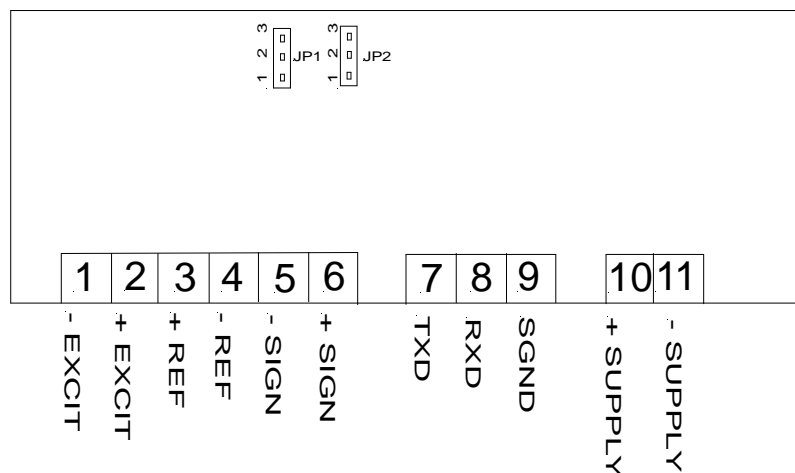 3 3
2 JP1 2 JP2
1 1
1 2 3 4 5 6 7 8 9 10 11
- EXCIT
+ EXCIT
+ REF
- REF
- SIGN
+ SIGN
TXD
RXD
SGND
+ SUPPLY
- SUPPLY